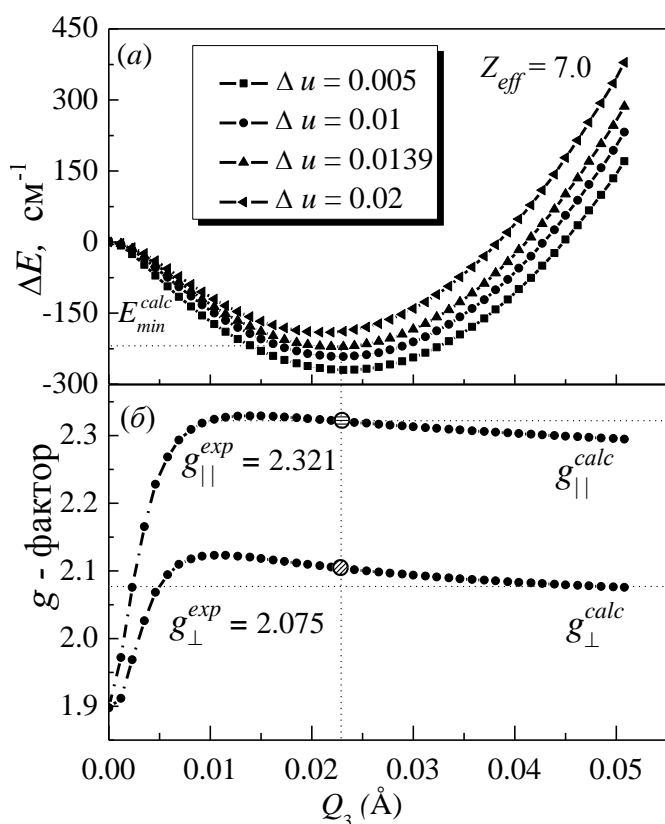 (а)
Z_eff = 7.0
Δ u = 0.005
Δ u = 0.01
Δ u = 0.0139
Δ u = 0.02
450
300
150
0
-150
-300
ΔE, см⁻¹
E_min^calc
(б)
g_||^exp = 2.321
g_||^calc
g_⊥^exp = 2.075
g_⊥^calc
2.3
2.2
2.1
2.0
1.9
g - фактор
0.00 0.01 0.02 0.03 0.04 0.05
Q_3 (Å)